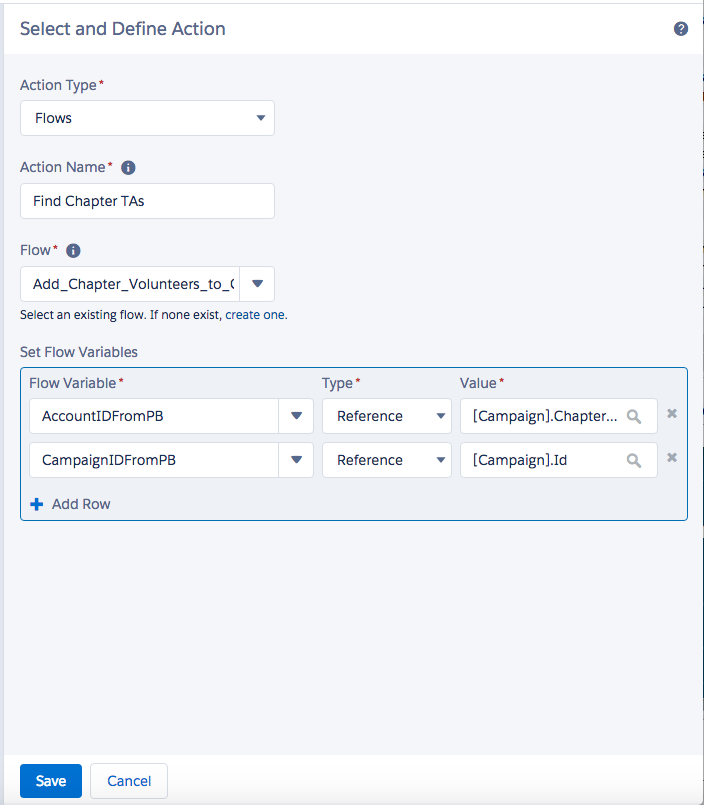 Select and Define Action
Action Type*
Flows
Action Name*
Find Chapter TAs
Flow*
Add_Chapter_Volunteers_to_
Select an existing flow. If none exist, create one.
Set Flow Variables
Flow Variable* Type* Value*
AccountIDFromPB Reference [Campaign].Chapter...
CampaignIDFromPB Reference [Campaign].Id
Add Row
Save Cancel